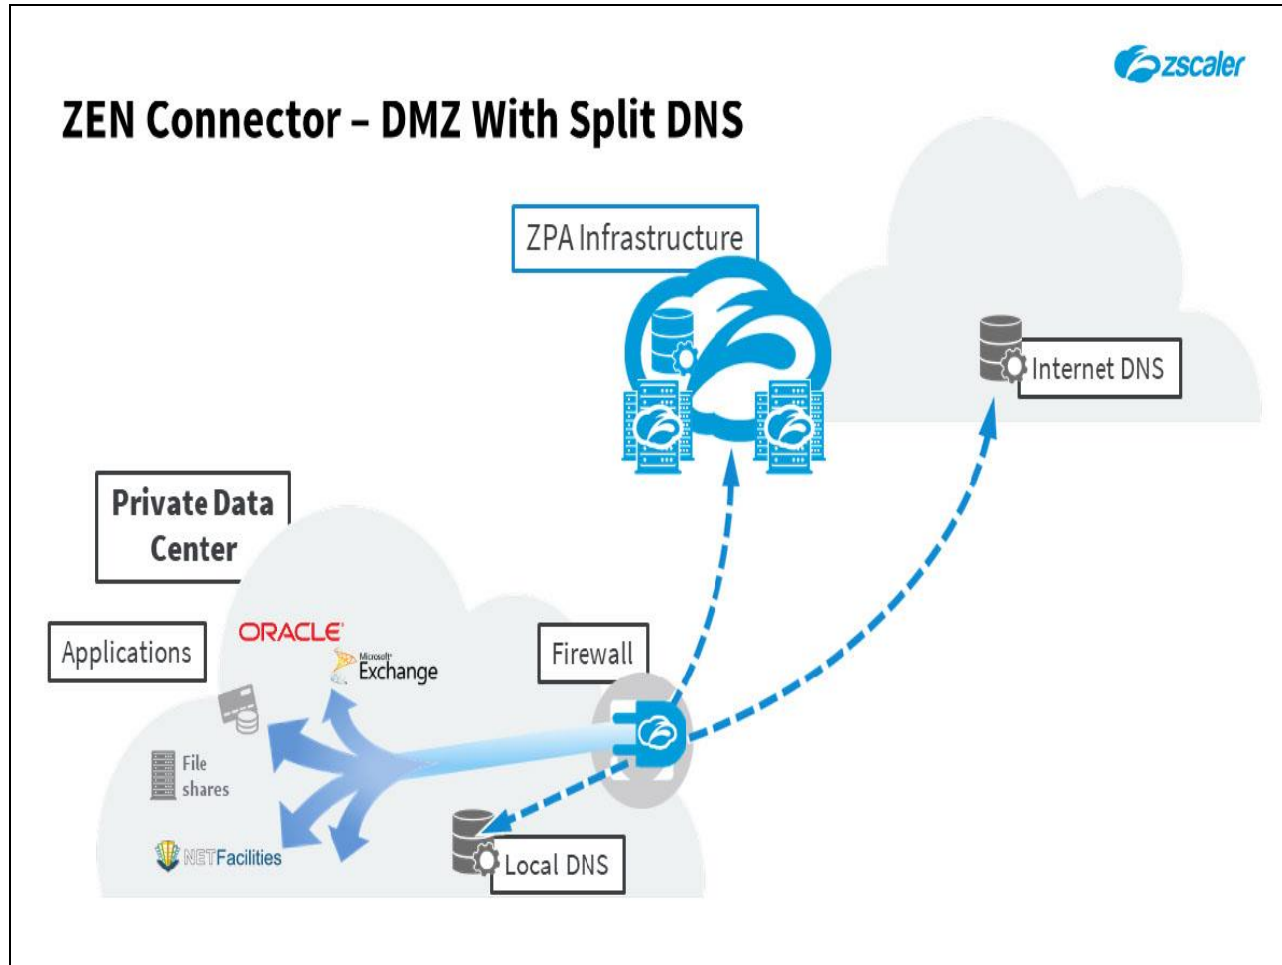 zscaler
ZEN Connector – DMZ With Split DNS
ZPA Infrastructure
Internet DNS
Private Data
Center
Applications
ORACLE
Microsoft
Exchange
Firewall
File
shares
NETFacilities
Local DNS